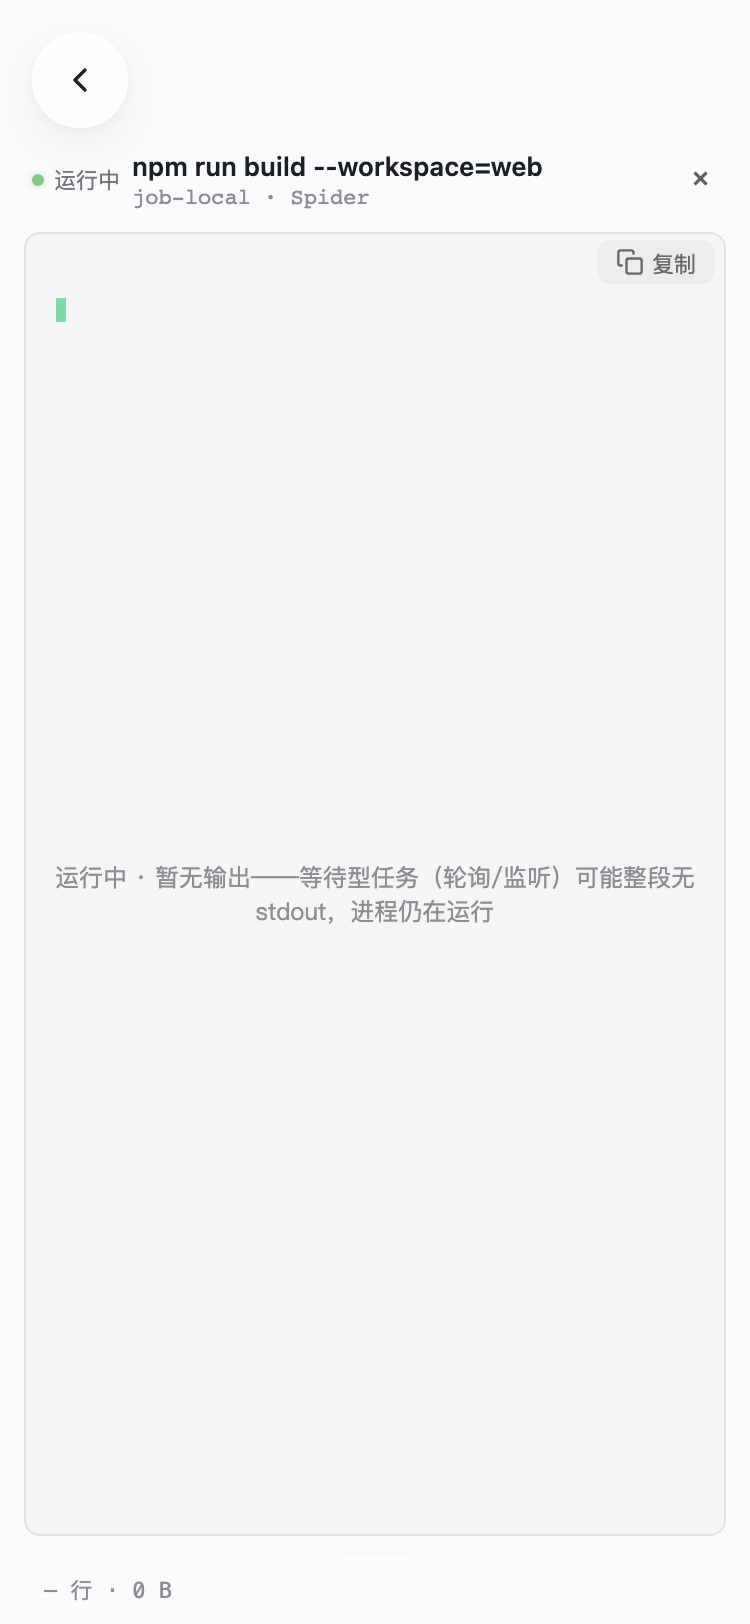 运行中
npm run build --workspace=web
job-local · Spider
×
复制
运行中 · 暂无输出——等待型任务（轮询/监听）可能整段无
stdout，进程仍在运行
— 行 · 0 B